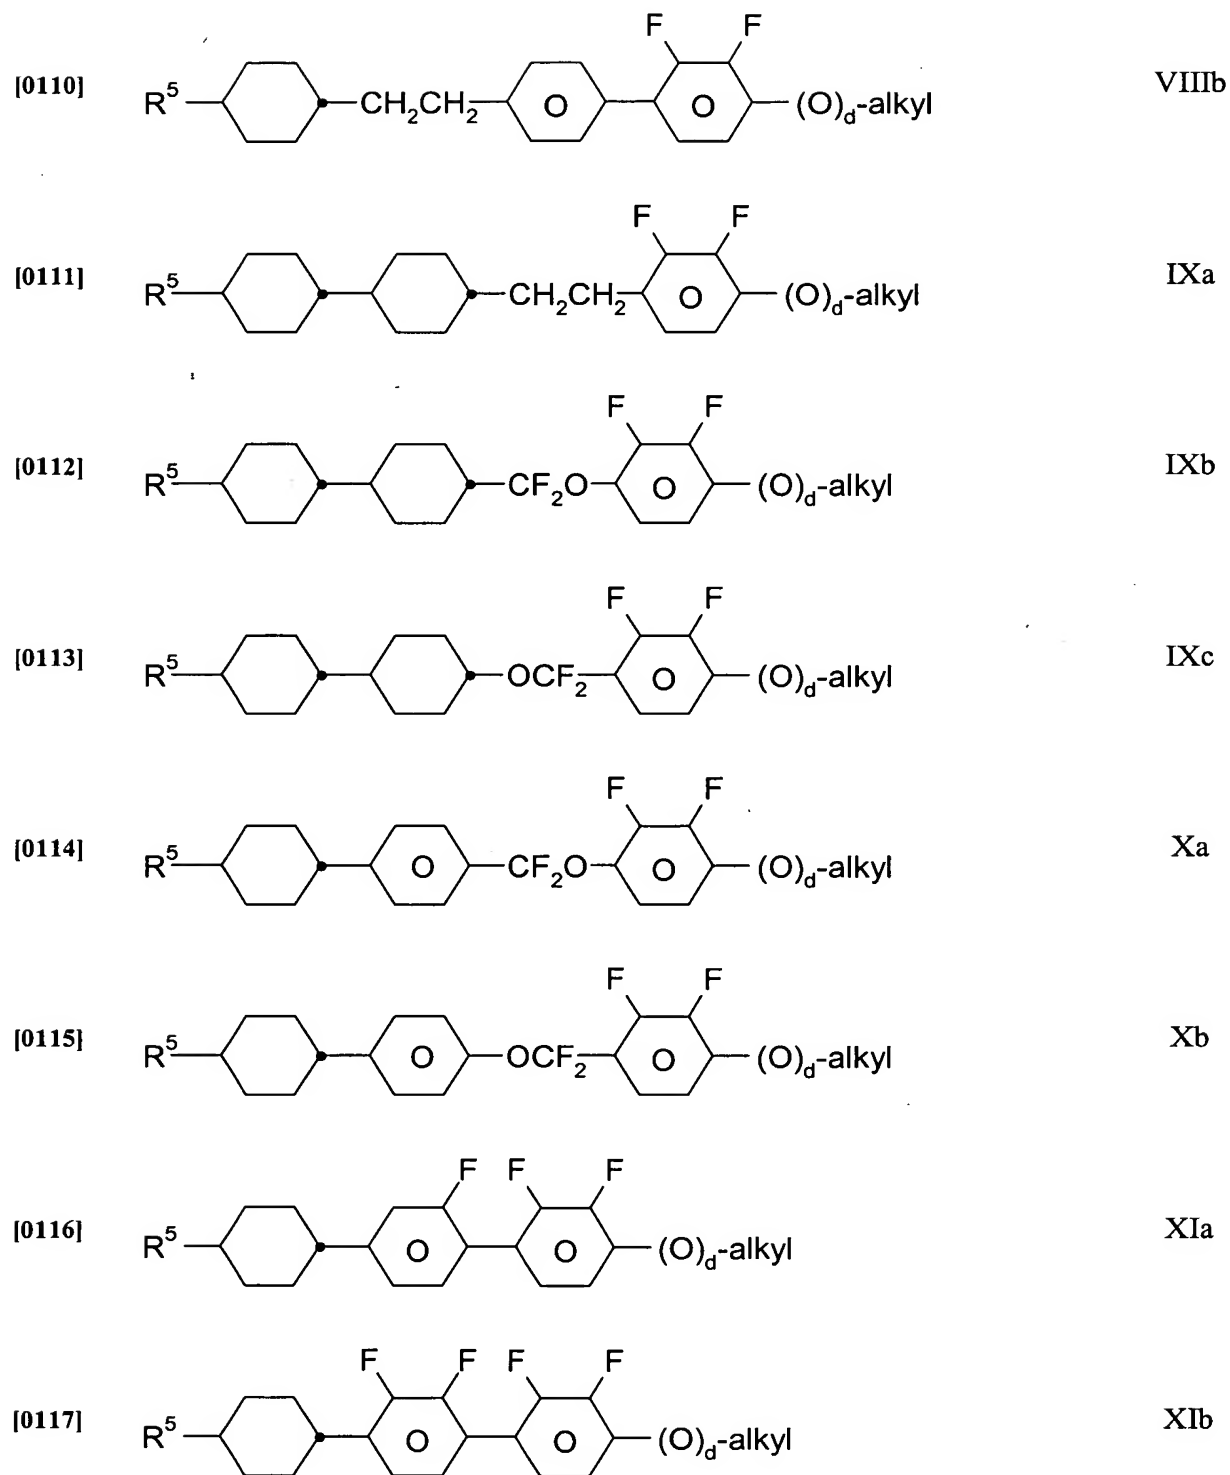 F F
[0110] R⁵ CH₂CH₂ O O (O)d-alkyl VIIIb
F F
[0111] R⁵ CH₂CH₂ O (O)d-alkyl IXa
F F
[0112] R⁵ CF₂O O (O)d-alkyl IXb
F F
[0113] R⁵ OCF₂ O (O)d-alkyl IXc
F F
[0114] R⁵ O CF₂O O (O)d-alkyl Xa
F F
[0115] R⁵ O OCF₂ O (O)d-alkyl Xb
F F F
[0116] R⁵ O O (O)d-alkyl XIa
F F F F
[0117] R⁵ O O (O)d-alkyl XIb